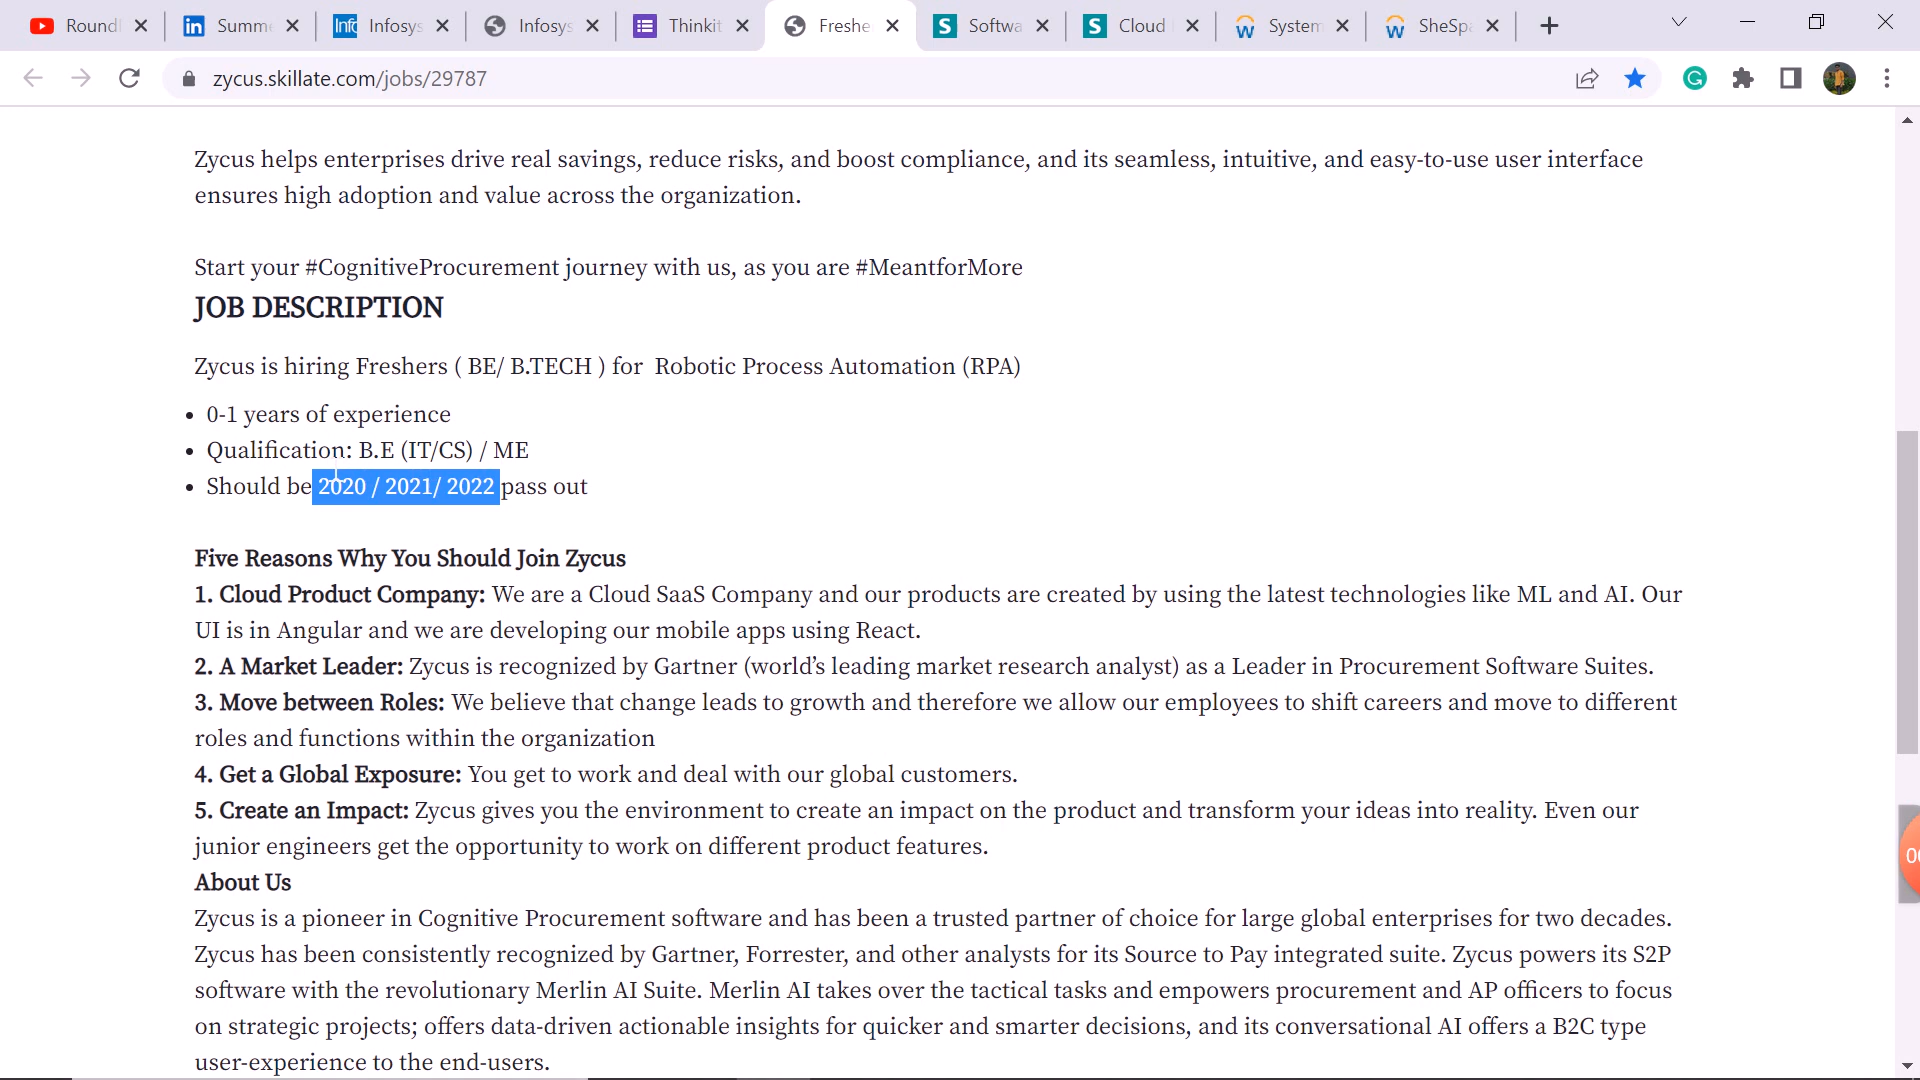 Round
Summe
Infosys
Infosys
Thinkit
Freshe
Softwa
Cloud
System
SheSpa
zycus.skillate.com/jobs/29787
Zycus helps enterprises drive real savings, reduce risks, and boost compliance, and its seamless, intuitive, and easy-to-use user interface
ensures high adoption and value across the organization.
Start your #CognitiveProcurement journey with us, as you are #MeantforMore
JOB DESCRIPTION
Zycus is hiring Freshers ( BE/ B.TECH ) for Robotic Process Automation (RPA)
• 0-1 years of experience
• Qualification: B.E (IT/CS) / ME
• Should be 2020 / 2021/ 2022 pass out
Five Reasons Why You Should Join Zycus
1. Cloud Product Company: We are a Cloud SaaS Company and our products are created by using the latest technologies like ML and AI. Our
UI is in Angular and we are developing our mobile apps using React.
2. A Market Leader: Zycus is recognized by Gartner (world’s leading market research analyst) as a Leader in Procurement Software Suites.
3. Move between Roles: We believe that change leads to growth and therefore we allow our employees to shift careers and move to different
roles and functions within the organization
4. Get a Global Exposure: You get to work and deal with our global customers.
5. Create an Impact: Zycus gives you the environment to create an impact on the product and transform your ideas into reality. Even our
junior engineers get the opportunity to work on different product features.
About Us
Zycus is a pioneer in Cognitive Procurement software and has been a trusted partner of choice for large global enterprises for two decades.
Zycus has been consistently recognized by Gartner, Forrester, and other analysts for its Source to Pay integrated suite. Zycus powers its S2P
software with the revolutionary Merlin AI Suite. Merlin AI takes over the tactical tasks and empowers procurement and AP officers to focus
on strategic projects; offers data-driven actionable insights for quicker and smarter decisions, and its conversational AI offers a B2C type
user-experience to the end-users.